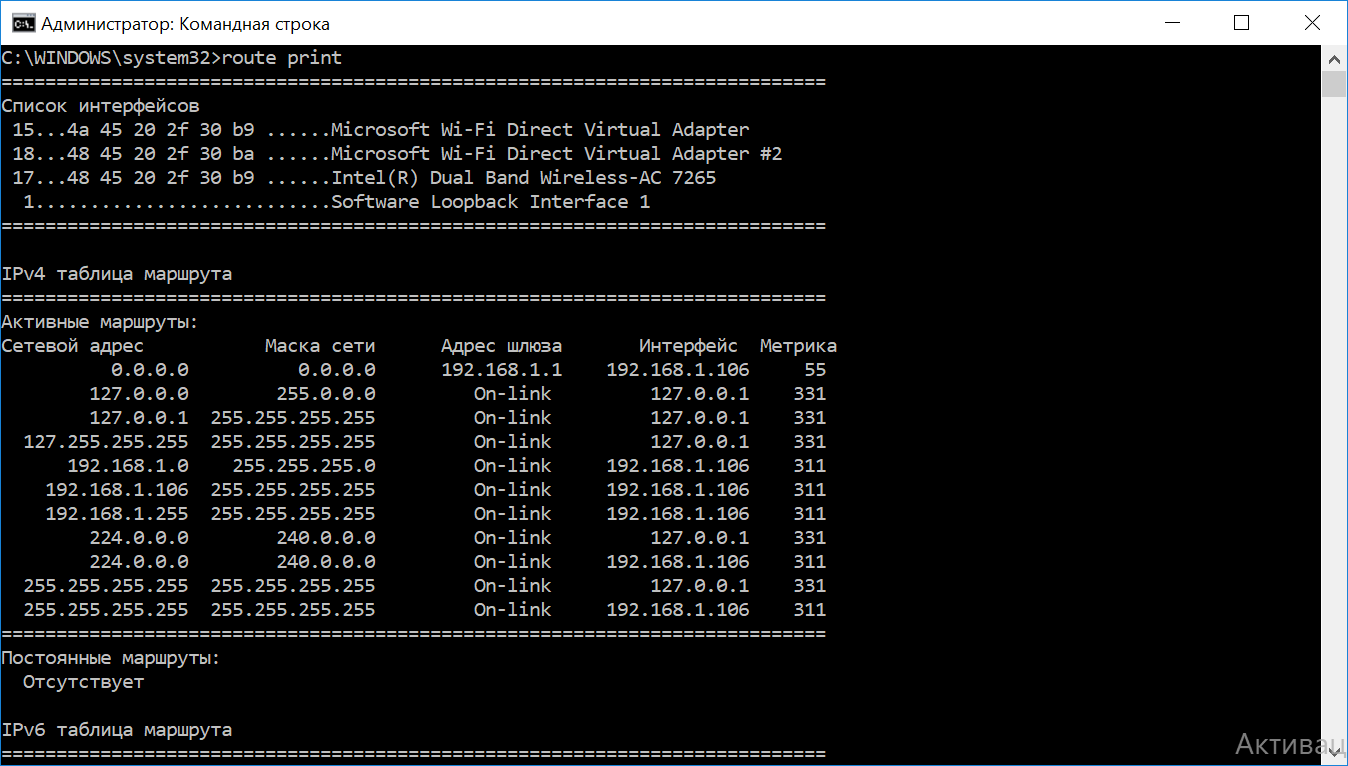 Администратор: Командная строка
C:\WINDOWS\system32>route print
===========================================================================
Список интерфейсов
 15...4a 45 20 2f 30 b9 ......Microsoft Wi-Fi Direct Virtual Adapter
 18...48 45 20 2f 30 ba ......Microsoft Wi-Fi Direct Virtual Adapter #2
 17...48 45 20 2f 30 b9 ......Intel(R) Dual Band Wireless-AC 7265
  1...........................Software Loopback Interface 1
===========================================================================
IPv4 таблица маршрута
===========================================================================
Активные маршруты:
Сетевой адрес           Маска сети      Адрес шлюза       Интерфейс  Метрика
          0.0.0.0          0.0.0.0      192.168.1.1    192.168.1.106     55
        127.0.0.0        255.0.0.0         On-link         127.0.0.1    331
        127.0.0.1  255.255.255.255         On-link         127.0.0.1    331
  127.255.255.255  255.255.255.255         On-link         127.0.0.1    331
      192.168.1.0    255.255.255.0         On-link     192.168.1.106    311
    192.168.1.106  255.255.255.255         On-link     192.168.1.106    311
    192.168.1.255  255.255.255.255         On-link     192.168.1.106    311
        224.0.0.0        240.0.0.0         On-link         127.0.0.1    331
        224.0.0.0        240.0.0.0         On-link     192.168.1.106    311
  255.255.255.255  255.255.255.255         On-link         127.0.0.1    331
  255.255.255.255  255.255.255.255         On-link     192.168.1.106    311
===========================================================================
Постоянные маршруты:
  Отсутствует
IPv6 таблица маршрута
===========================================================================
Активац